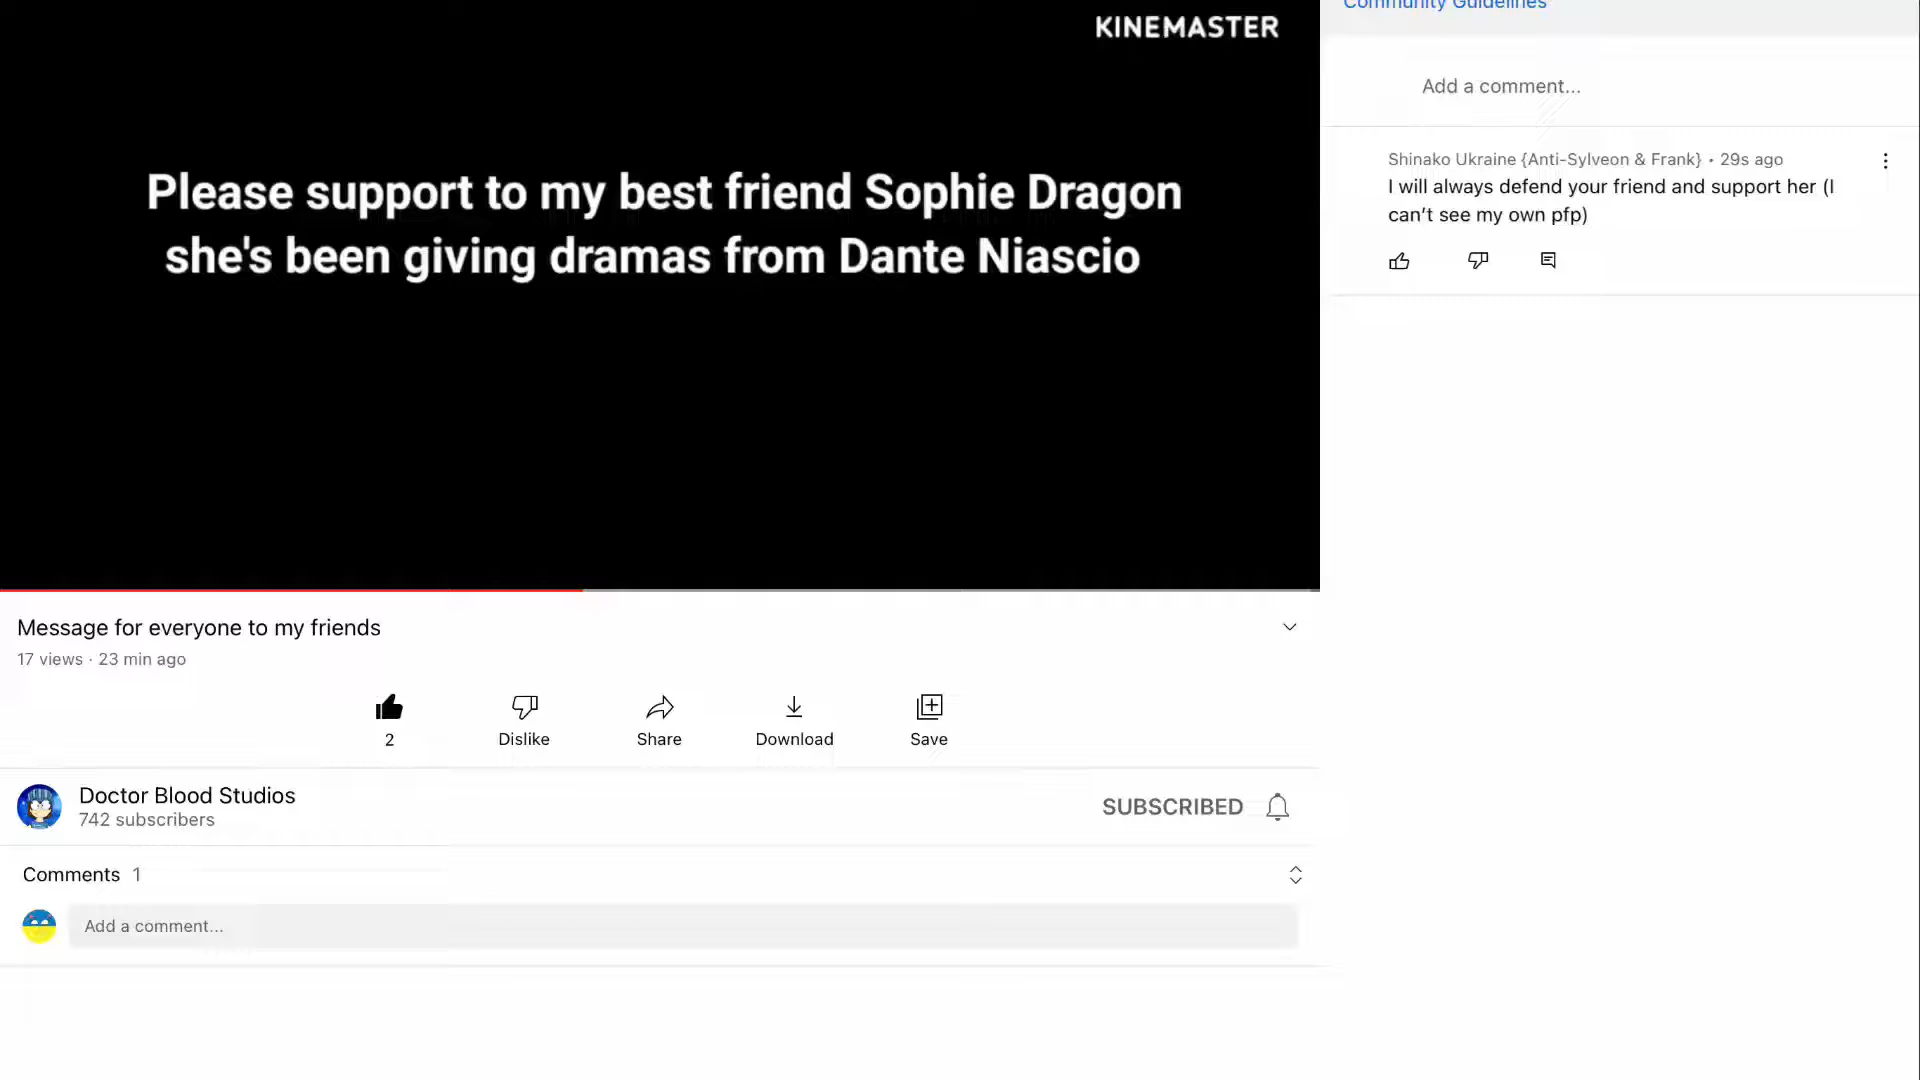 KINEMASTER
Please support to my best friend Sophie Dragon
she's been giving dramas from Dante Niascio
Message for everyone to my friends
17 views · 23 min ago
2
Dislike
Share
Download
Save
Doctor Blood Studios
742 subscribers
SUBSCRIBED
Comments 1
Add a comment...
Community Guidelines
Add a comment...
Shinako Ukraine {Anti-Sylveon & Frank} • 29s ago
I will always defend your friend and support her (I
can't see my own pfp)